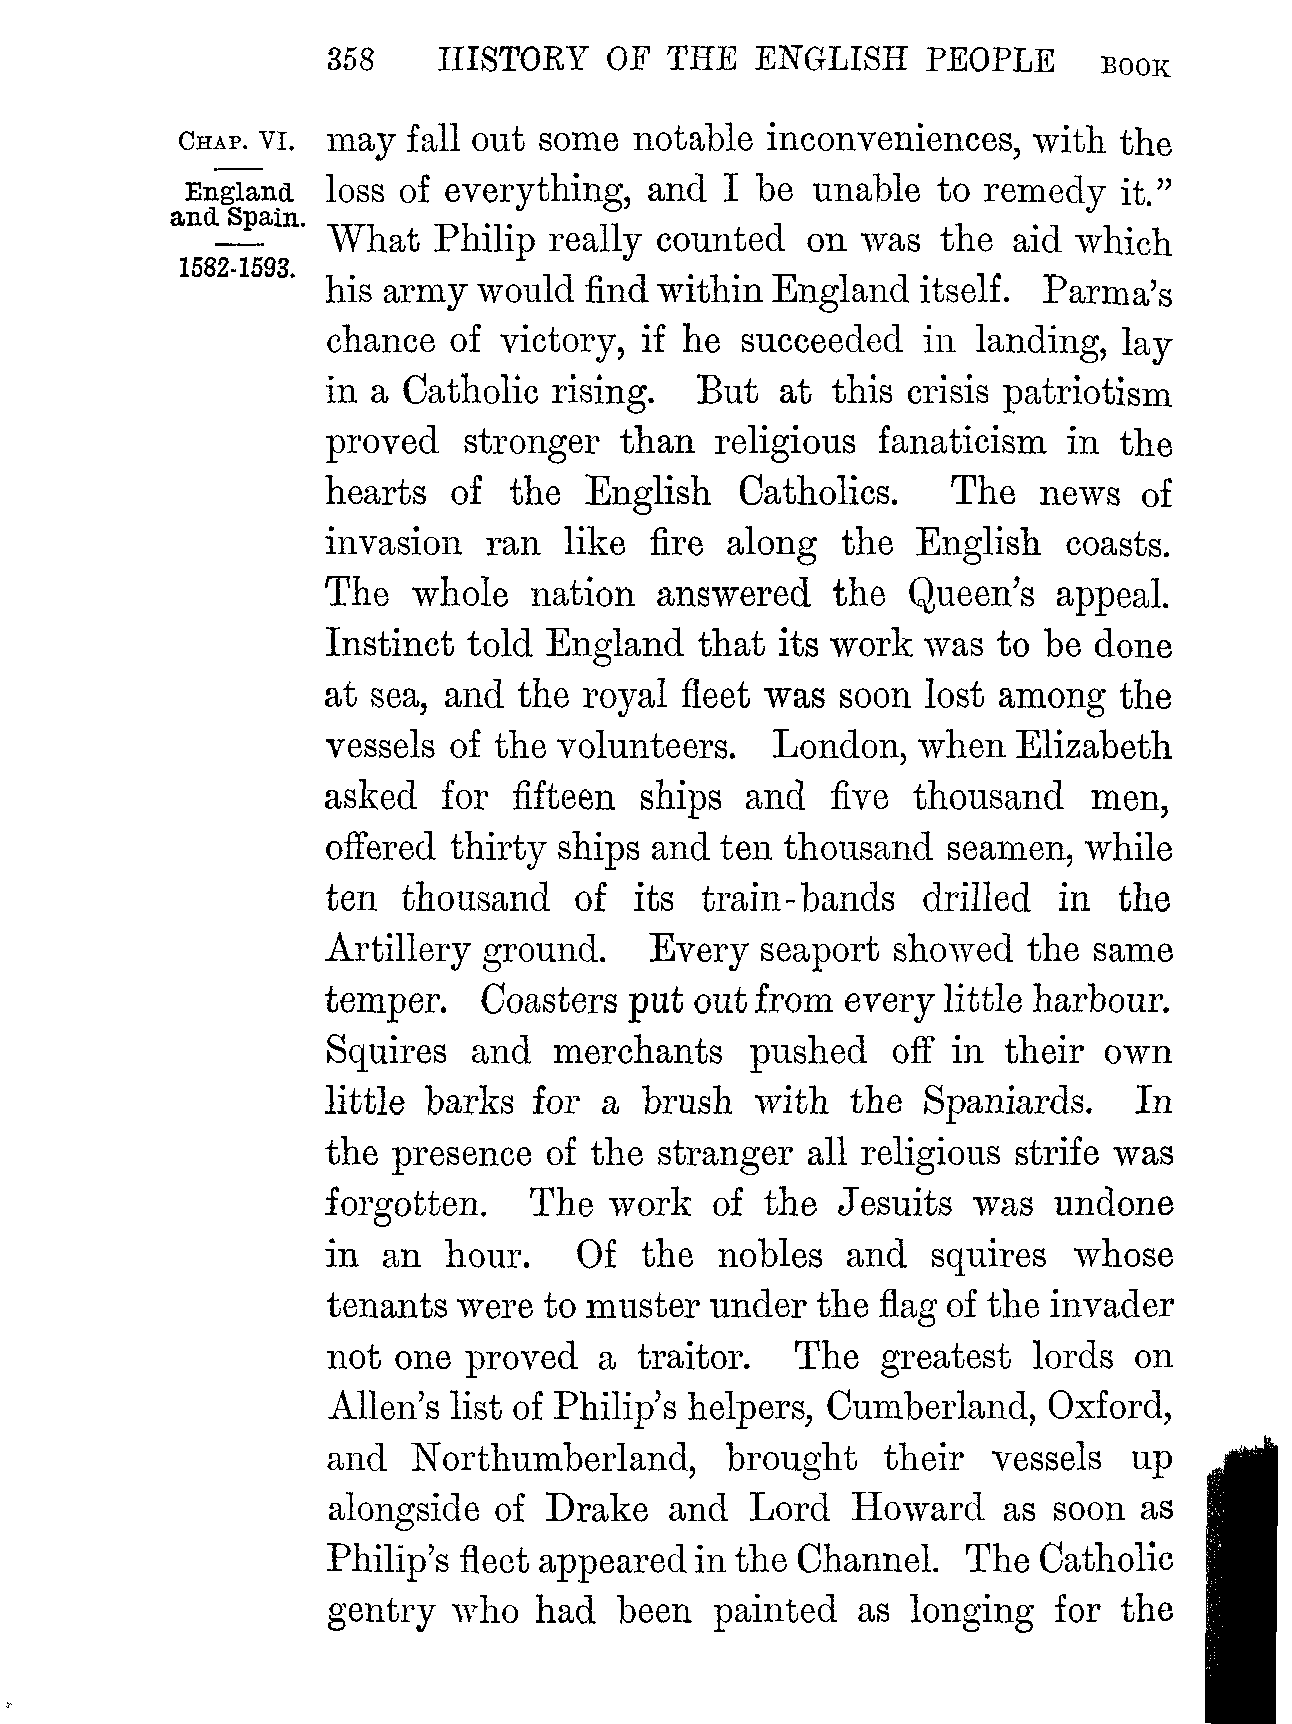 358 HISTORY OF THE ENGLISH PEOPLE BOOK
CHAP. VI.
England
and Spain.
1582-1593.
may fall out some notable inconveniences, with the
loss of everything, and I be unable to remedy it."
What Philip really counted on was the aid which
his army would find within England itself. Parma's
chance of victory, if he succeeded in landing, lay
in a Catholic rising. But at this crisis patriotism
proved stronger than religious fanaticism in the
hearts of the English Catholics. The news of
invasion ran like fire along the English coasts.
The whole nation answered the Queen's appeal.
Instinct told England that its work was to be done
at sea, and the royal fleet was soon lost among the
vessels of the volunteers. London, when Elizabeth
asked for fifteen ships and five thousand men,
offered thirty ships and ten thousand seamen, while
ten thousand of its train-bands drilled in the
Artillery ground. Every seaport showed the same
temper. Coasters put out from every little harbour.
Squires and merchants pushed off in their own
little barks for a brush with the Spaniards. In
the presence of the stranger all religious strife was
forgotten. The work of the Jesuits was undone
in an hour. Of the nobles and squires whose
tenants were to muster under the flag of the invader
not one proved a traitor. The greatest lords on
Allen's list of Philip's helpers, Cumberland, Oxford,
and Northumberland, brought their vessels up
alongside of Drake and Lord Howard as soon as
Philip's fleet appeared in the Channel. The Catholic
gentry who had been painted as longing for the